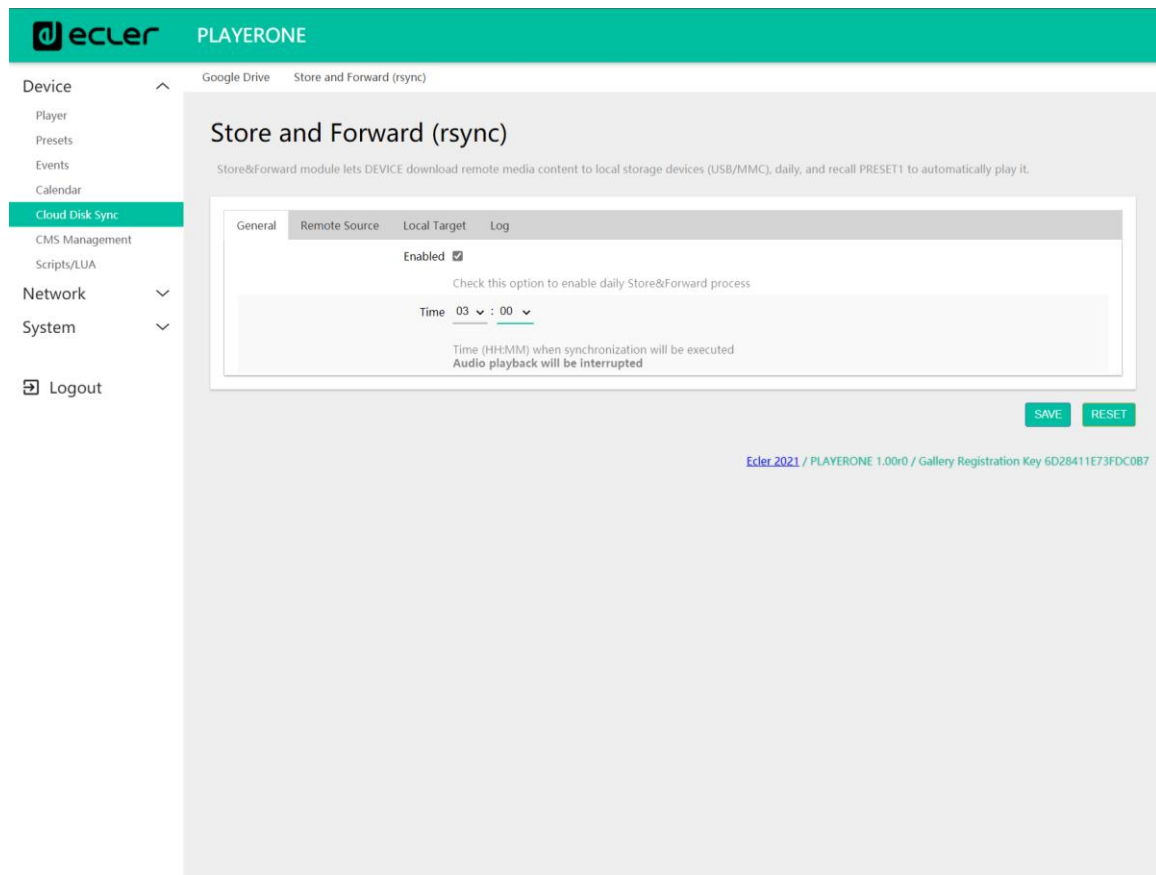 ecler
PLAYERONE
Device
Player
Presets
Events
Calendar
Cloud Disk Sync
CMS Management
Scripts/LUA
Network
System
Logout
Google Drive Store and Forward (rsync)
Store and Forward (rsync)
Store&Forward module lets DEVICE download remote media content to local storage devices (USB/MMC), daily, and recall PRESET1 to automatically play it.
General Remote Source Local Target Log
Enabled
Check this option to enable daily Store&Forward process
Time 03 : 00
Time (HH:MM) when synchronization will be executed
Audio playback will be interrupted
SAVE RESET
Ecler 2021 / PLAYERONE 1.00r0 / Gallery Registration Key 6D28411E73FDC0B7